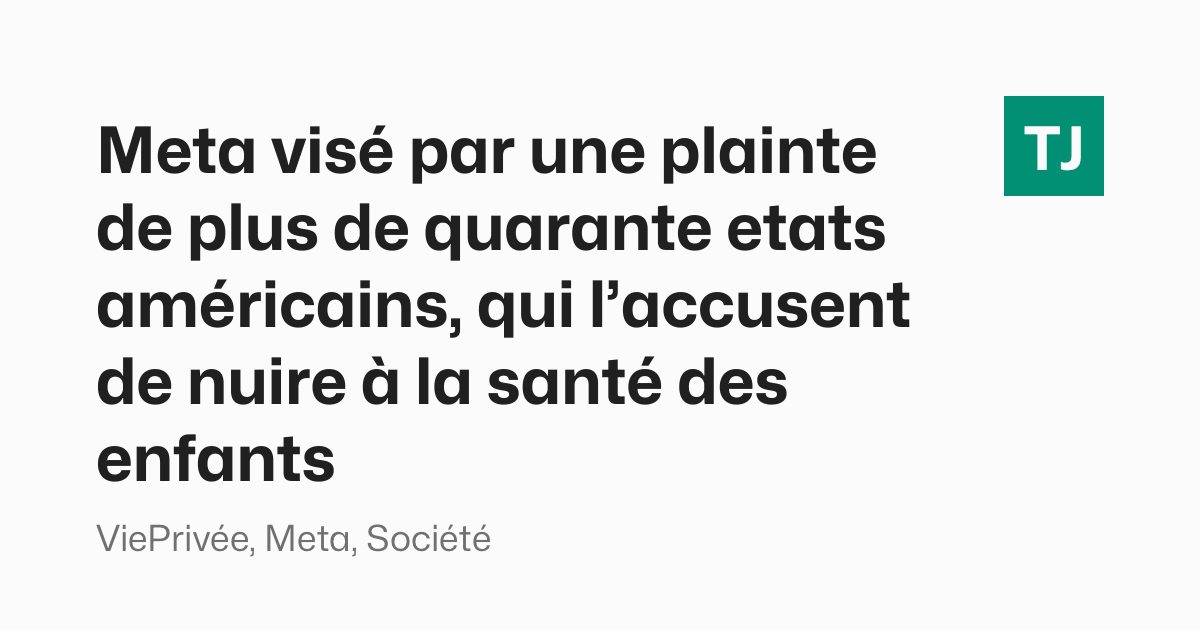 Meta visé par une plainte
de plus de quarante etats
américains, qui l’accusent
de nuire à la santé des
enfants
ViePrivée, Meta, Société
TJ